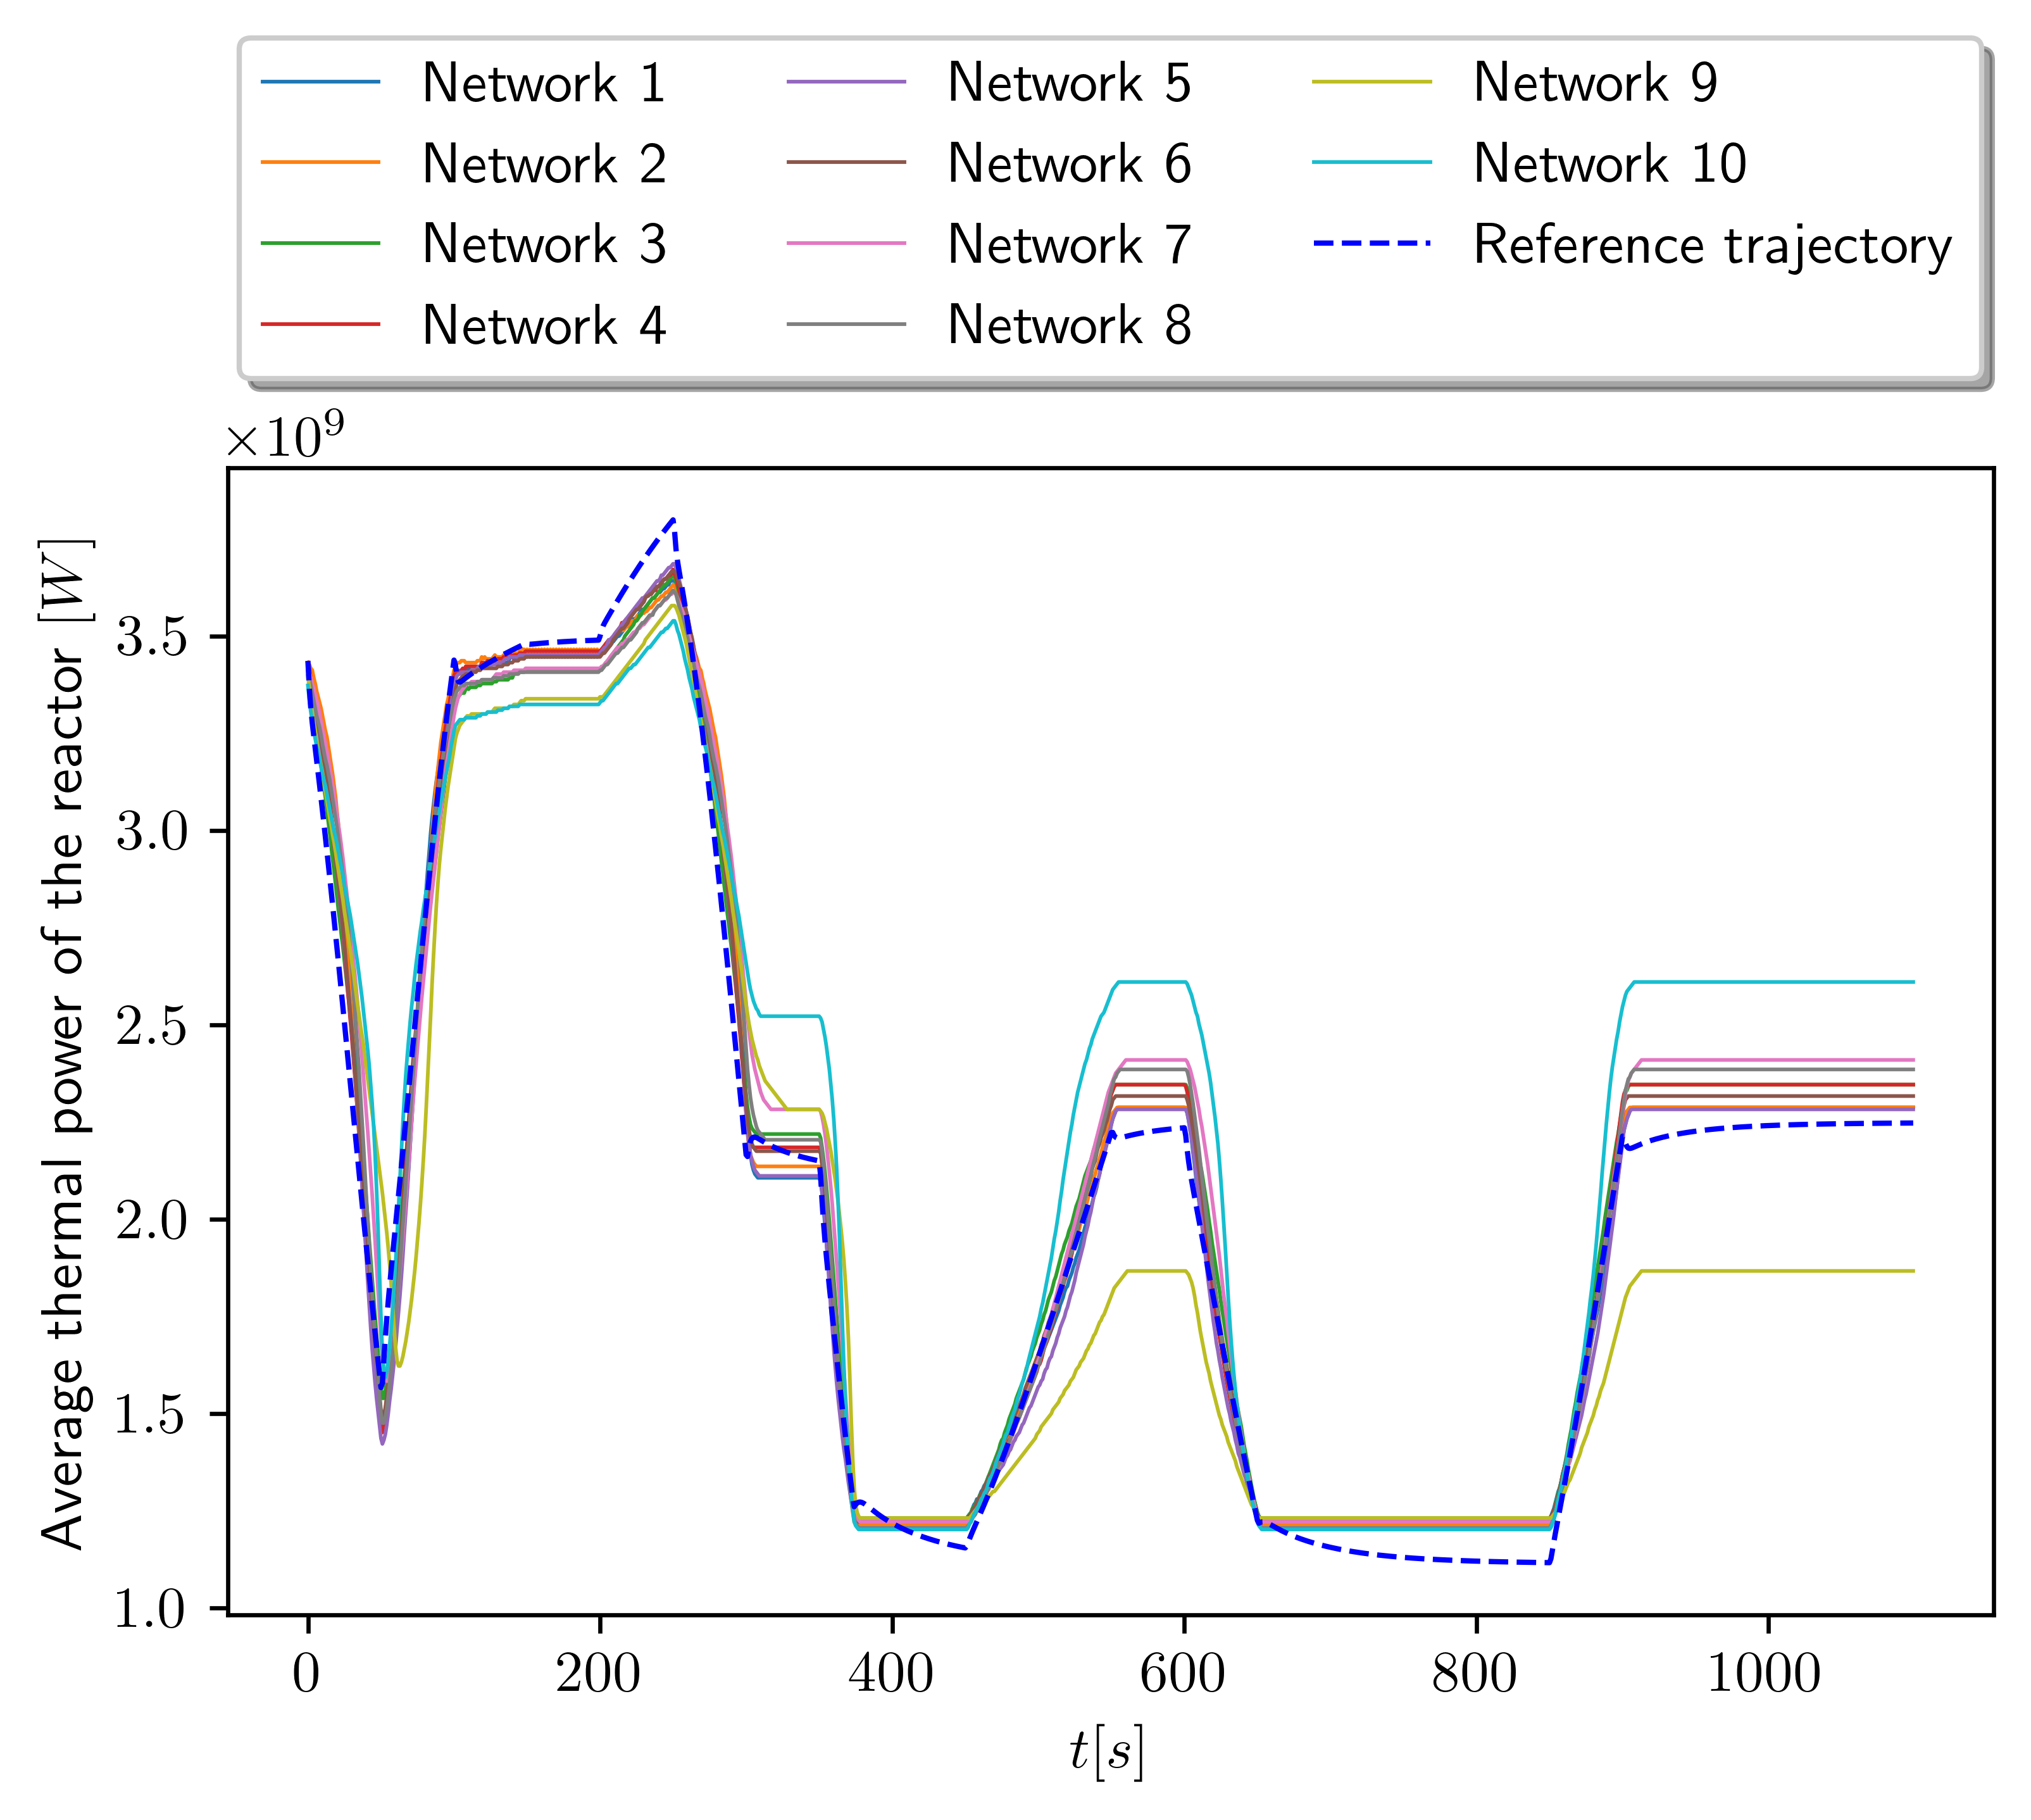 Network 1
Network 2
Network 3
Network 4
Network 5
Network 6
Network 7
Network 8
Network 9
Network 10
Reference trajectory
×10⁹
Average thermal power of the reactor [W]
3.5
3.0
2.5
2.0
1.5
1.0
0
200
400
600
800
1000
t[s]